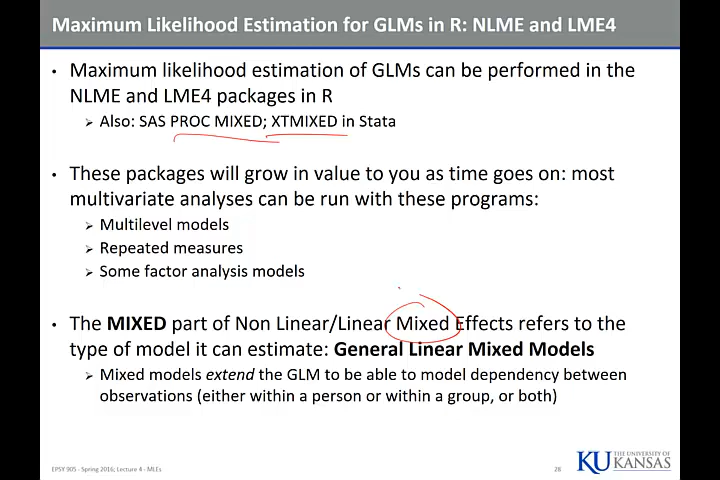 Maximum Likelihood Estimation for GLMs in R: NLME and LME4
• Maximum likelihood estimation of GLMs can be performed in the
NLME and LME4 packages in R
➢ Also: SAS PROC MIXED; XTMIXED in Stata
• These packages will grow in value to you as time goes on: most
multivariate analyses can be run with these programs:
➢ Multilevel models
➢ Repeated measures
➢ Some factor analysis models
• The MIXED part of Non Linear/Linear Mixed Effects refers to the
type of model it can estimate: General Linear Mixed Models
➢ Mixed models extend the GLM to be able to model dependency between
observations (either within a person or within a group, or both)
EPSY 905 - Spring 2016; Lecture 4 - MLEs
28
KU THE UNIVERSITY OF
KANSAS